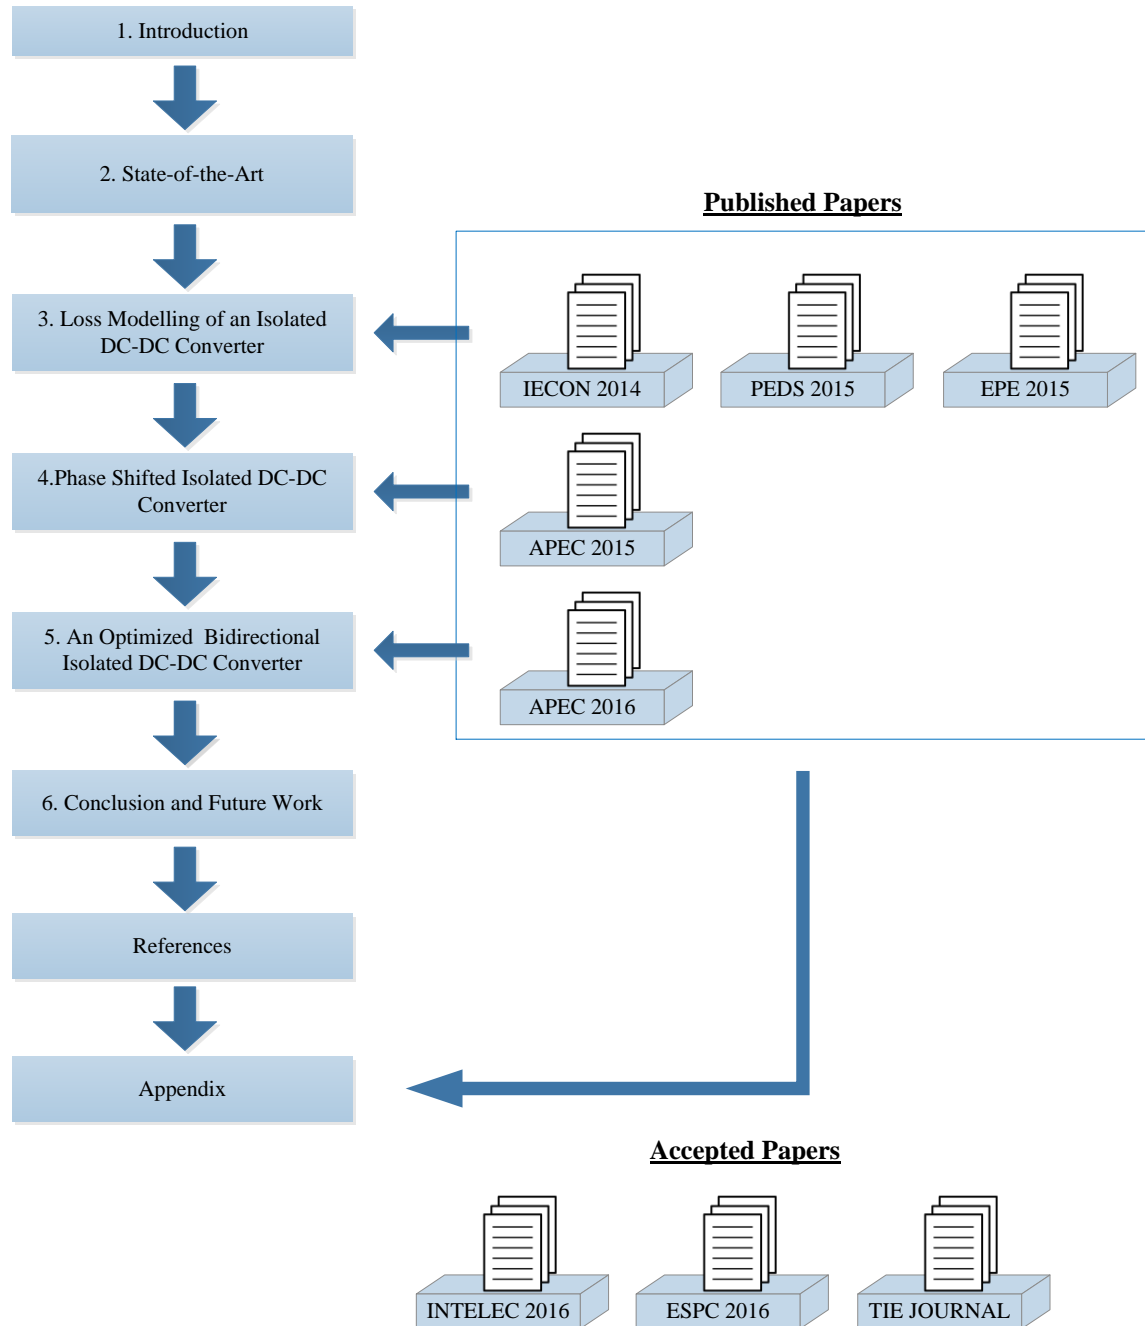 1. Introduction
2. State-of-the-Art
Published Papers
3. Loss Modelling of an Isolated
DC-DC Converter
IECON 2014
PEDS 2015
EPE 2015
4.Phase Shifted Isolated DC-DC
Converter
APEC 2015
5. An Optimized Bidirectional
Isolated DC-DC Converter
APEC 2016
6. Conclusion and Future Work
References
Appendix
Accepted Papers
INTELEC 2016
ESPC 2016
TIE JOURNAL